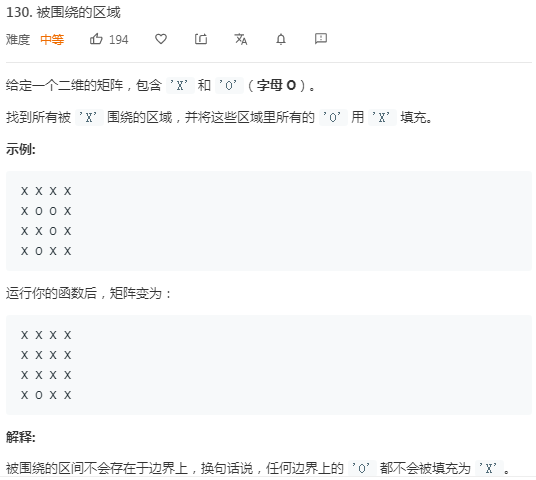 130. 被围绕的区域
难度 中等 194
给定一个二维的矩阵，包含 'X' 和 'O'（字母 O）。
找到所有被 'X' 围绕的区域，并将这些区域里所有的 'O' 用 'X' 填充。
示例:
X X X X
X O O X
X X O X
X O X X
运行你的函数后，矩阵变为：
X X X X
X X X X
X X X X
X O X X
解释:
被围绕的区间不会存在于边界上，换句话说，任何边界上的 'O' 都不会被填充为 'X'。